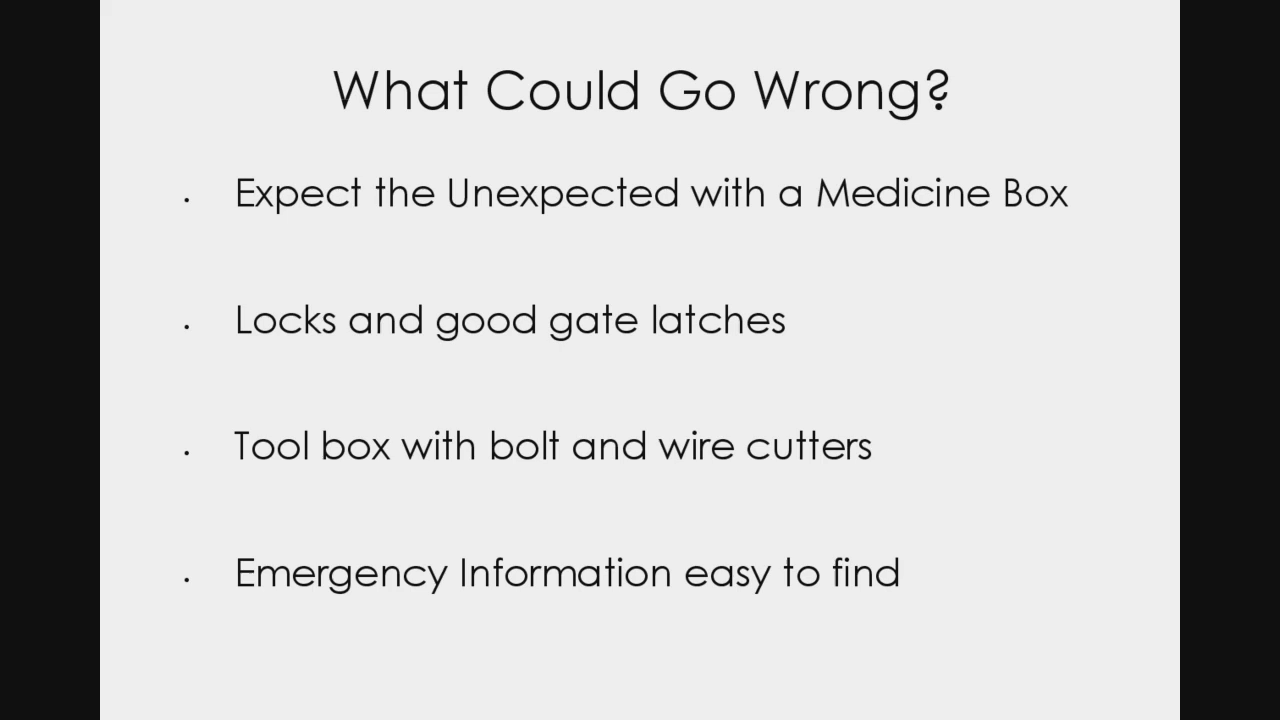 What Could Go Wrong?
. Expect the Unexpected with a Medicine Box
. Locks and good gate latches
. Tool box with bolt and wire cutters
. Emergency Information easy to find